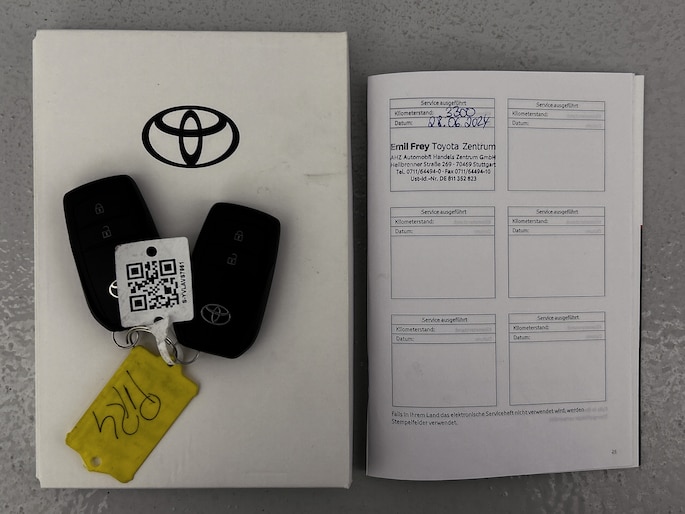 S-YVLAVS7981
Service ausgeführt
Kilometerstand: 3300
Datum: 28.06.2024
Emil Frey Toyota Zentrum
AHZ Automobil Handels Zentrum GmbH
Heilbronner Straße 269 - 70469 Stuttgart
Tel. 0711/64494-0 · Fax 0711/64494-10
Ust-Id.-Nr. DE 811 352 823
Service ausgeführt
Kilometerstand:
Datum:
Service ausgeführt
Kilometerstand:
Datum:
Service ausgeführt
Kilometerstand:
Datum:
Service ausgeführt
Kilometerstand:
Datum:
Service ausgeführt
Kilometerstand:
Datum:
Falls in Ihrem Land das elektronische Serviceheft nicht verwendet wird, werden
Stempelfelder verwendet.